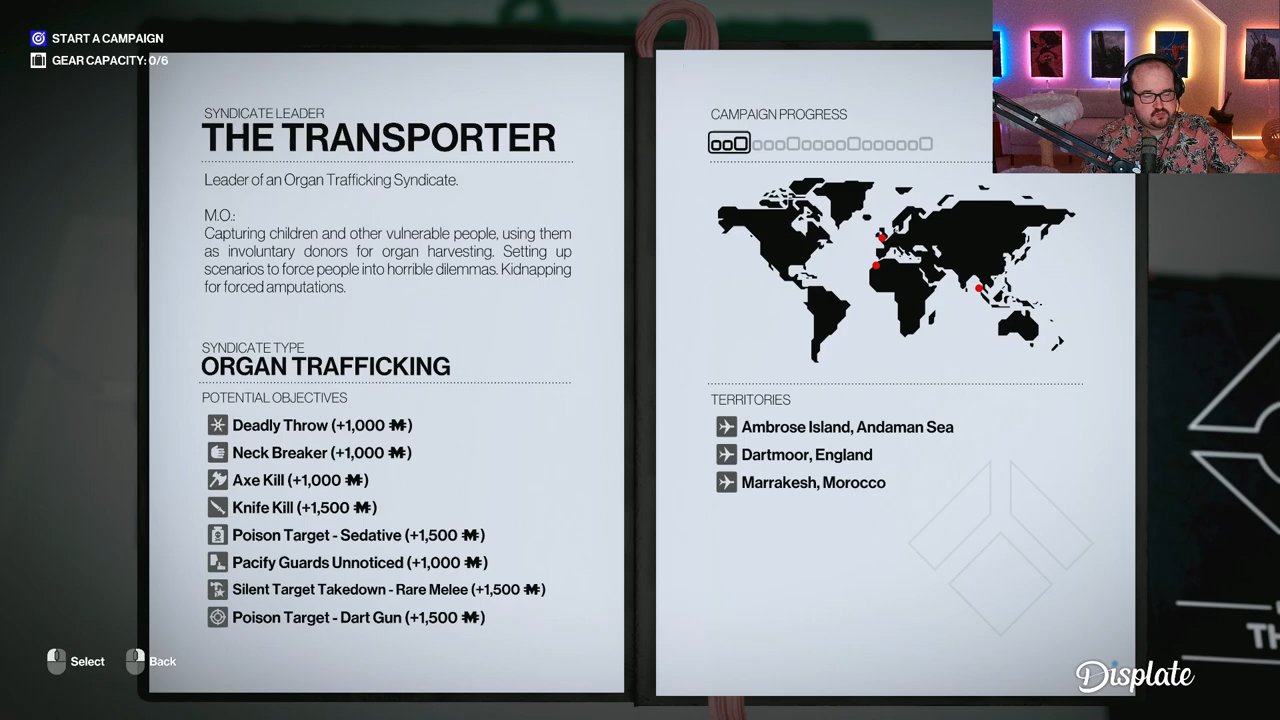 START A CAMPAIGN
GEAR CAPACITY: 0/6
SYNDICATE LEADER
THE TRANSPORTER
Leader of an Organ Trafficking Syndicate.
M.O.:
Capturing children and other vulnerable people, using them
as involuntary donors for organ harvesting. Setting up
scenarios to force people into horrible dilemmas. Kidnapping
for forced amputations.
SYNDICATE TYPE
ORGAN TRAFFICKING
POTENTIAL OBJECTIVES
Deadly Throw (+1,000 M)
Neck Breaker (+1,000 M)
Axe Kill (+1,000 M)
Knife Kill (+1,500 M)
Poison Target - Sedative (+1,500 M)
Pacify Guards Unnoticed (+1,000 M)
Silent Target Takedown - Rare Melee (+1,500 M)
Poison Target - Dart Gun (+1,500 M)
CAMPAIGN PROGRESS
TERRITORIES
Ambrose Island, Andaman Sea
Dartmoor, England
Marrakesh, Morocco
Select
Back
Displate